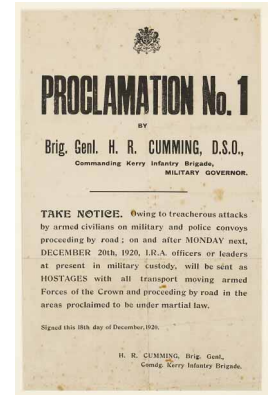 PROCLAMATION No. 1
BY
Brig. Genl. H. R. CUMMING, D.S.O.,
Commanding Kerry Infantry Brigade,
MILITARY GOVERNOR.
TAKE NOTICE. Owing to treacherous attacks
by armed civilians on military and police convoys
proceeding by road; on and after MONDAY next,
DECEMBER 20th, 1920, I.R.A. officers or leaders
at present in military custody, will be sent as
HOSTAGES with all transport moving armed
Forces of the Crown and proceeding by road in the
areas proclaimed to be under martial law.
Signed this 18th day of December, 1920.
H. R. CUMMING, Brig. Genl.,
Comdg. Kerry Infantry Brigade.